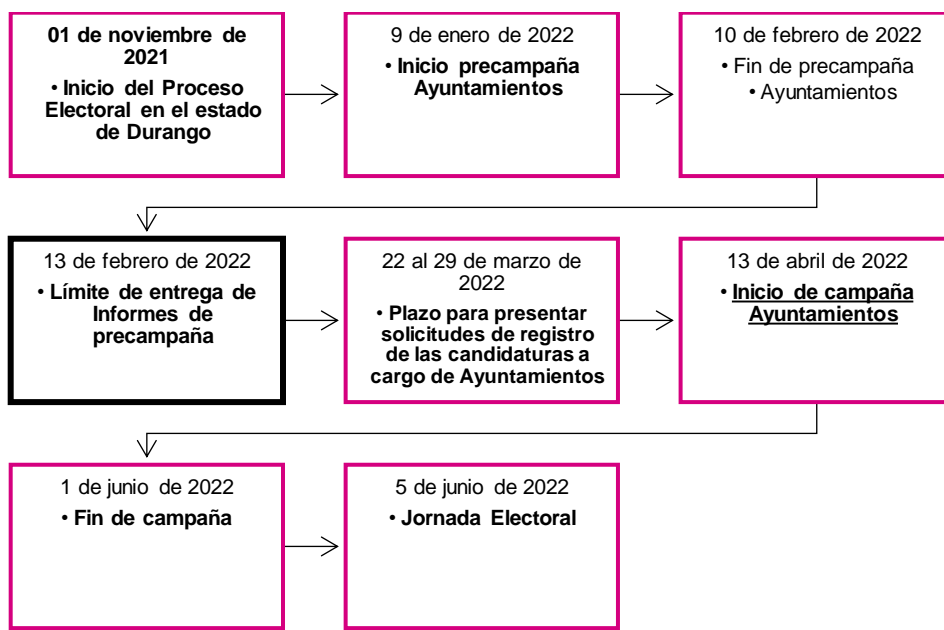 01 de noviembre de
2021
• Inicio del Proceso
Electoral en el estado
de Durango
9 de enero de 2022
• Inicio precampaña
Ayuntamientos
10 de febrero de 2022
• Fin de precampaña
• Ayuntamientos
13 de febrero de 2022
• Límite de entrega de
Informes de
precampaña
22 al 29 de marzo de
2022
• Plazo para presentar
solicitudes de registro
de las candidaturas a
cargo de Ayuntamientos
13 de abril de 2022
• Inicio de campaña
Ayuntamientos
1 de junio de 2022
• Fin de campaña
5 de junio de 2022
• Jornada Electoral